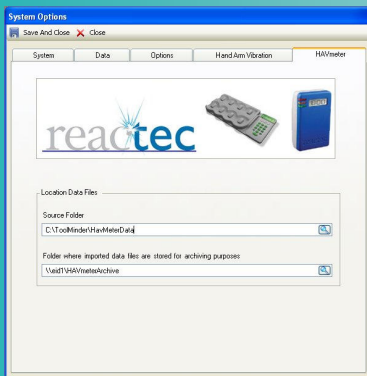 System Options
Save And Close Close
System Data Options Hand Arm Vibration HAVmeter
reactec
Location Data Files
Source Folder
C:\ToolMinder\HavMeterData
Folder where imported data files are stored for archiving purposes
\\eid1\HAVmeterArchive